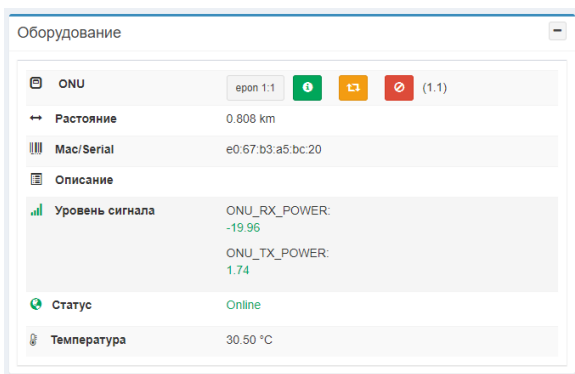 Оборудование
ONU epon 1:1 (1.1)
Растояние 0.808 km
Mac/Serial e0:67:b3:a5:bc:20
Описание
Уровень сигнала ONU_RX_POWER:
-19.96
ONU_TX_POWER:
1.74
Статус Online
Температура 30.50 °C